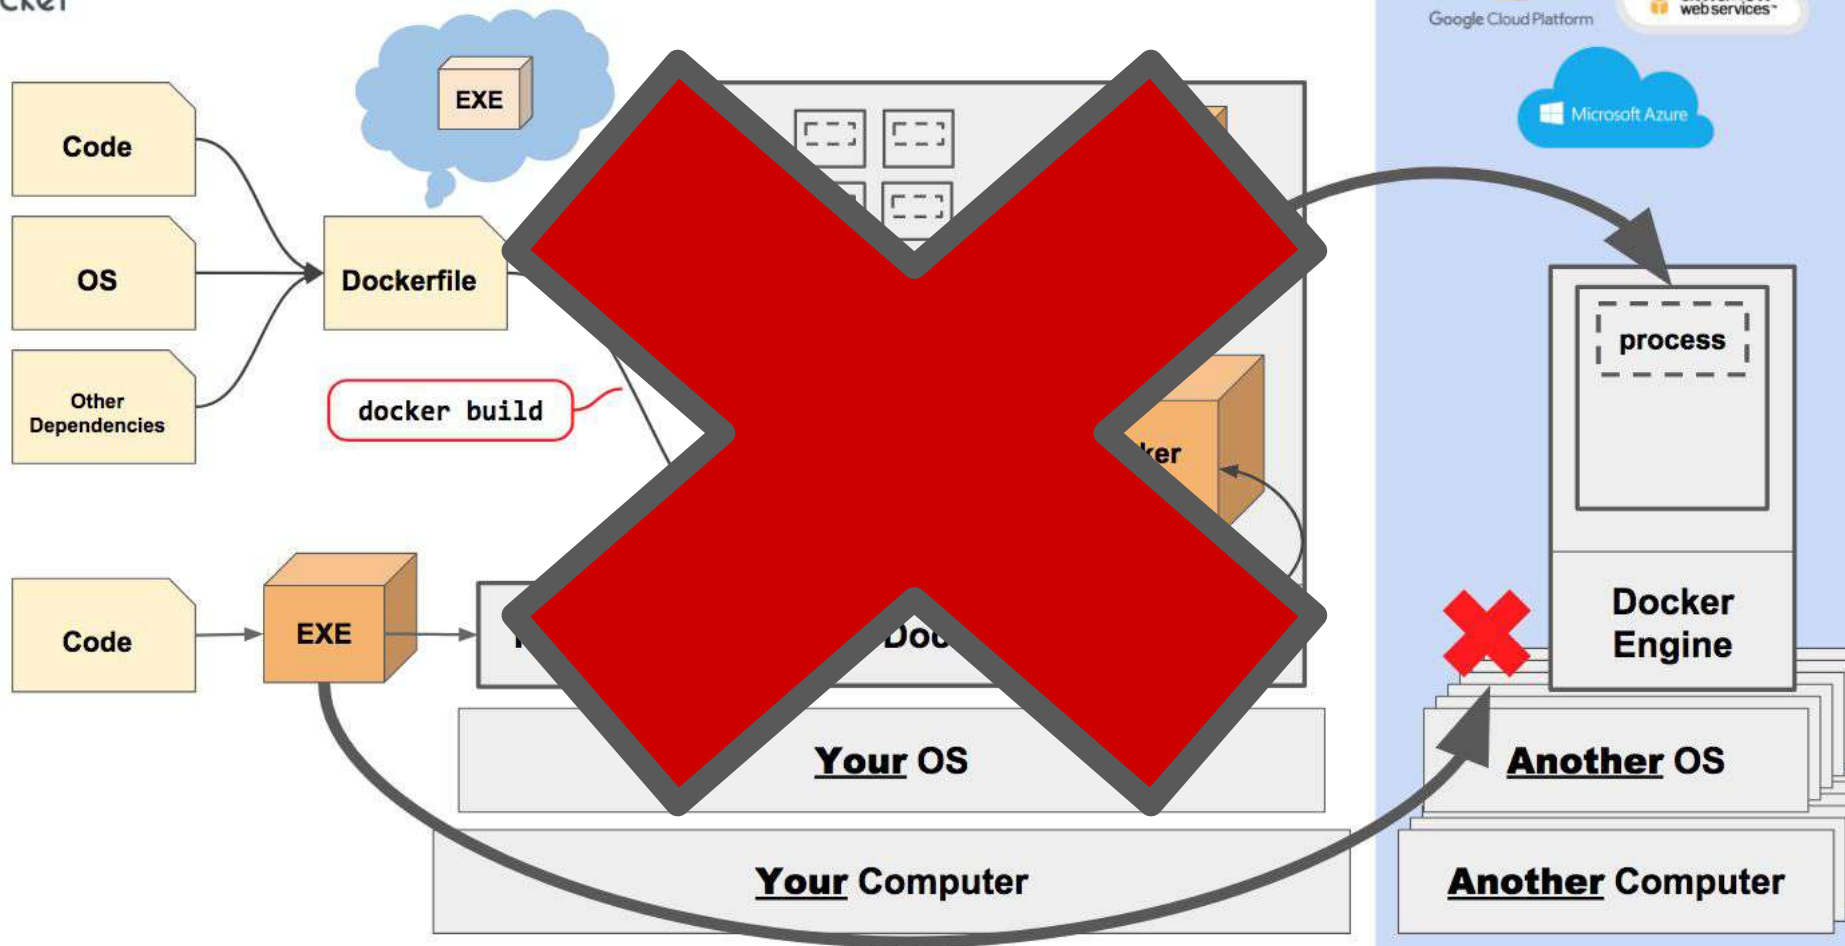 Google Cloud Platform
web services™
EXE
Microsoft Azure
Code
OS
Dockerfile
process
Other
Dependencies
docker build
Code
EXE
Docker
Engine
Your OS
Another OS
Your Computer
Another Computer